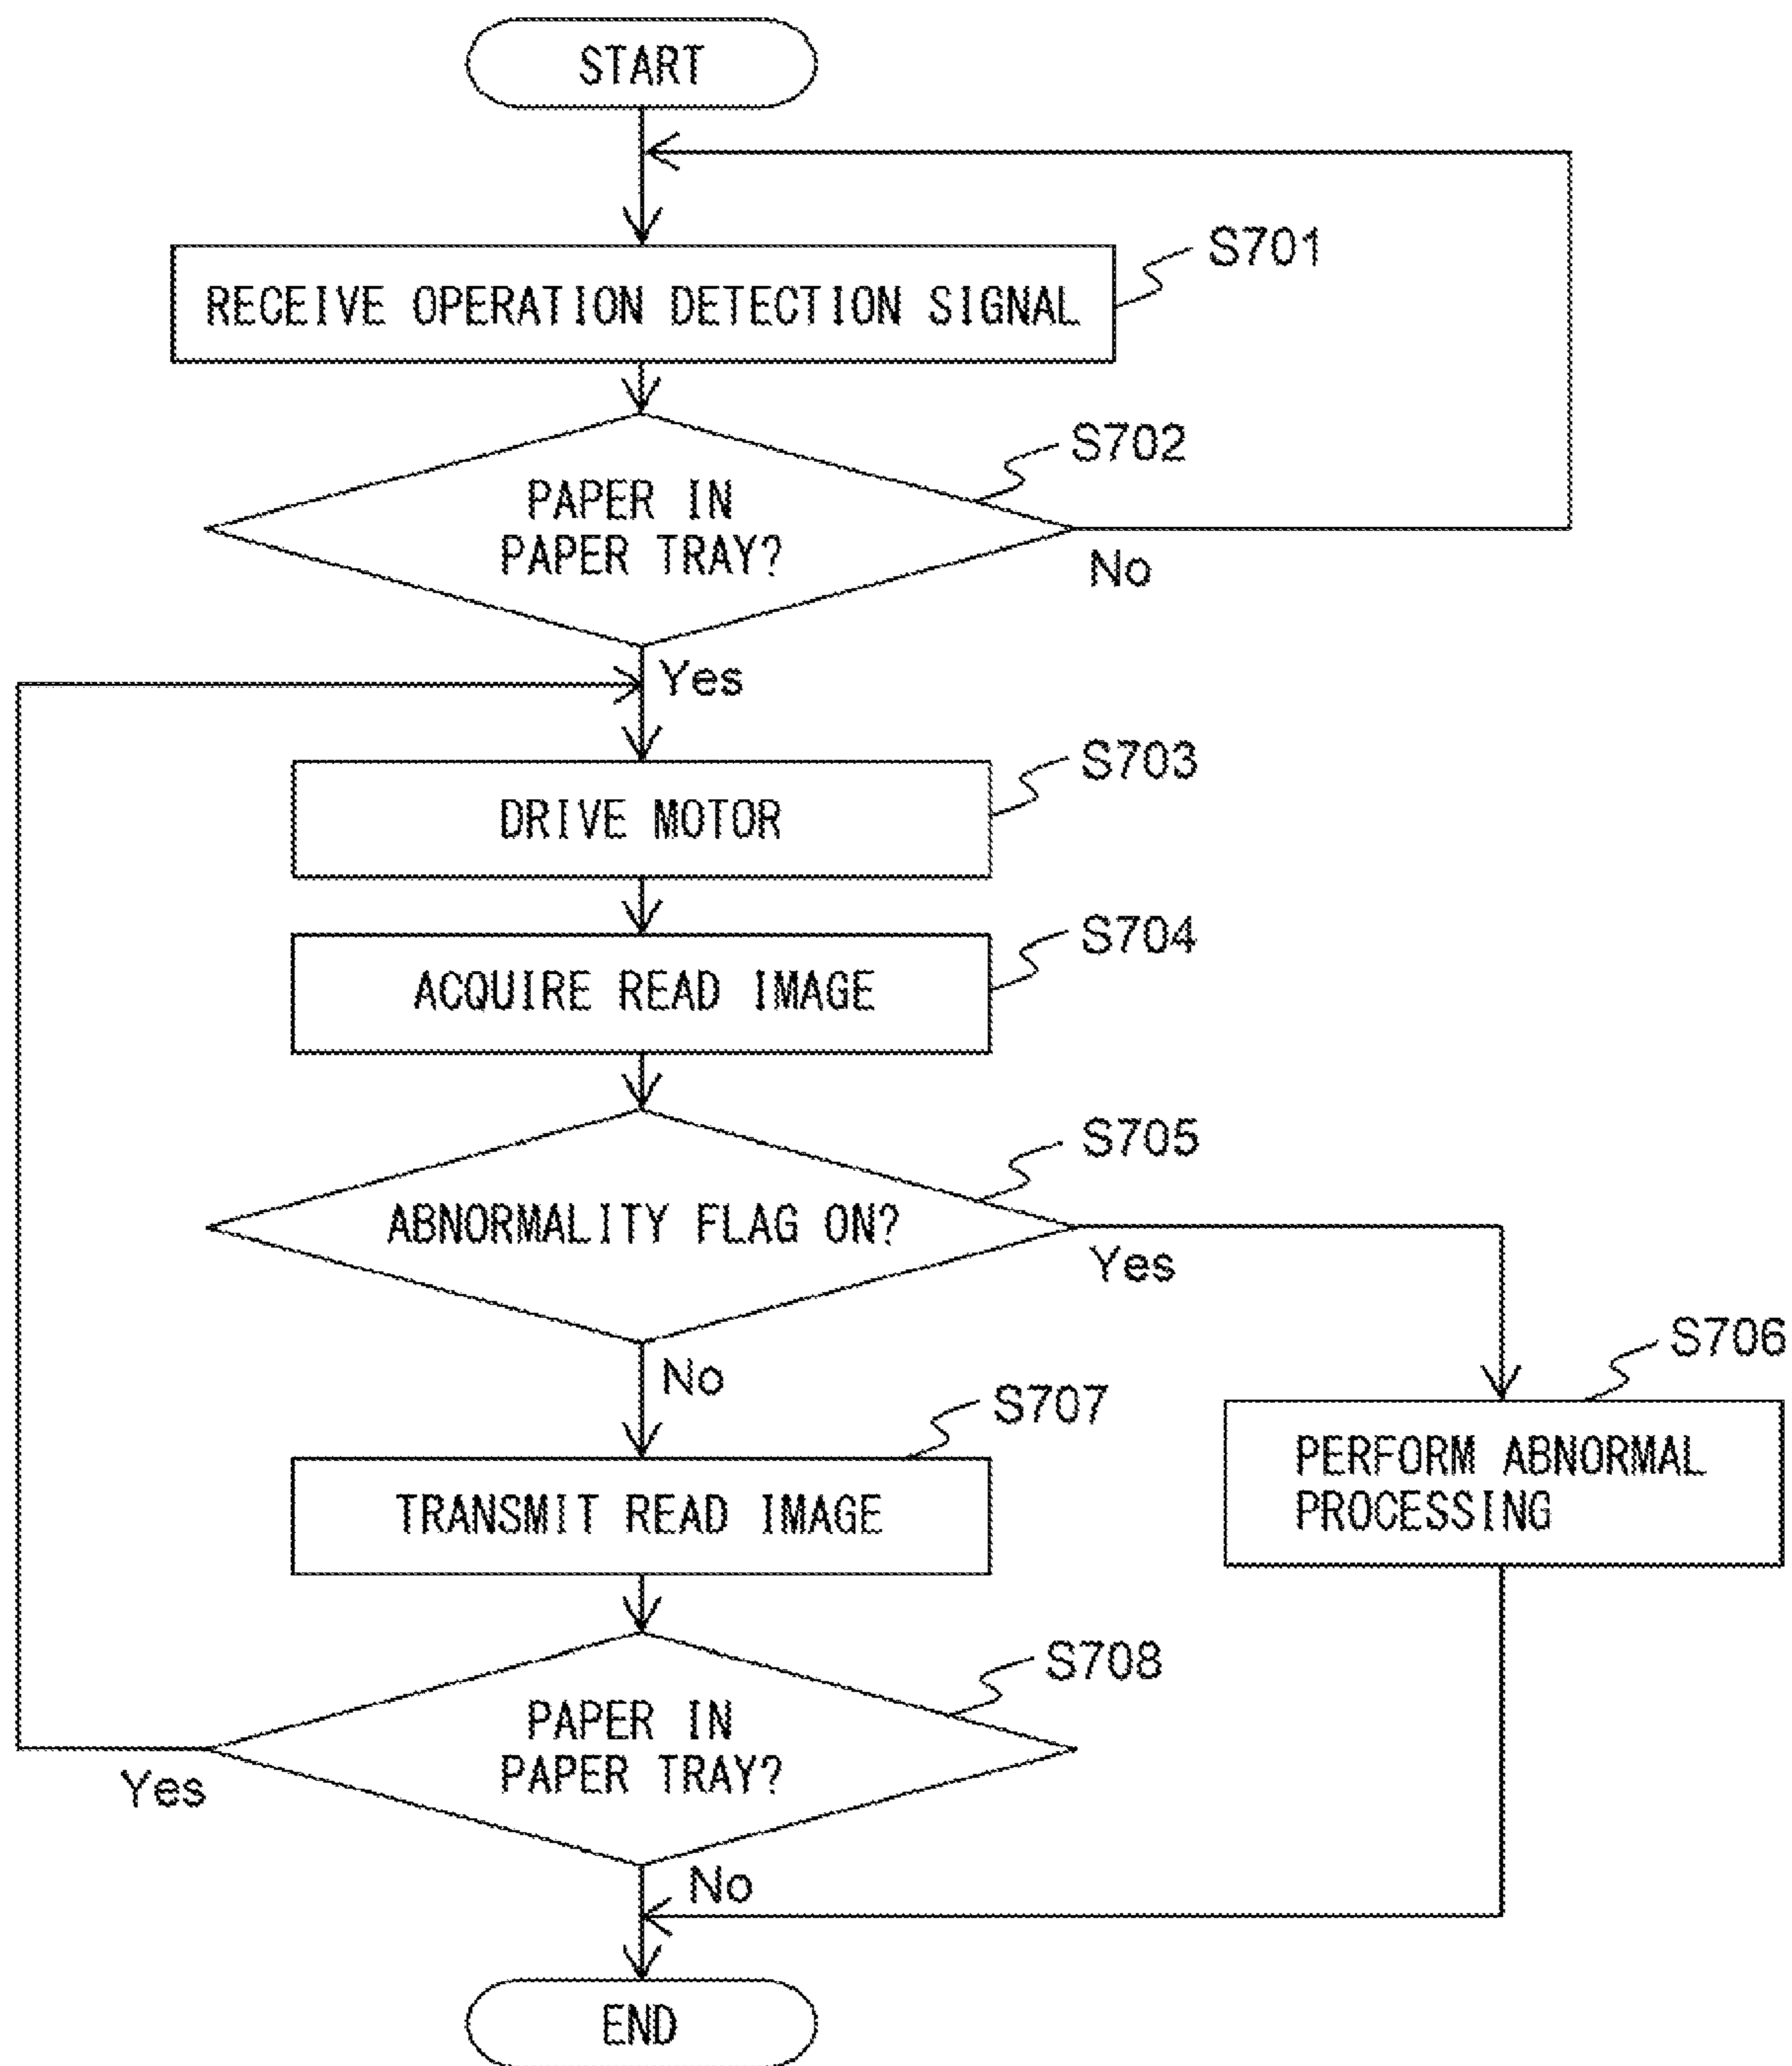 START
S701
RECEIVE OPERATION DETECTION SIGNAL
S702
PAPER IN
PAPER TRAY?
No
Yes
S703
DRIVE MOTOR
S704
ACQUIRE READ IMAGE
S705
ABNORMALITY FLAG ON?
Yes
No
S706
PERFORM ABNORMAL
PROCESSING
S707
TRANSMIT READ IMAGE
S708
PAPER IN
PAPER TRAY?
Yes
No
END